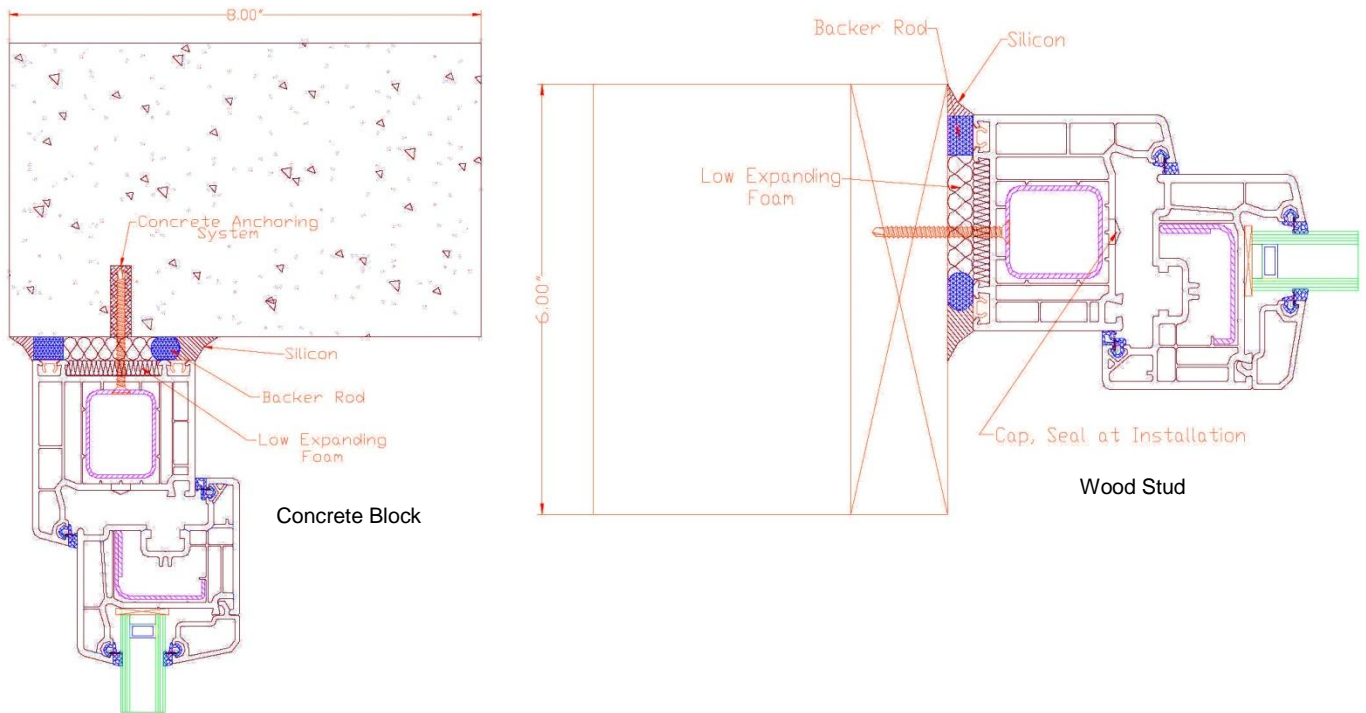 8.00"
Concrete Anchoring
System
Silicon
Backer Rod
Low Expanding
Foam
Concrete Block
Backer Rod
Silicon
Low Expanding
Foam
6.00"
Cap, Seal at Installation
Wood Stud